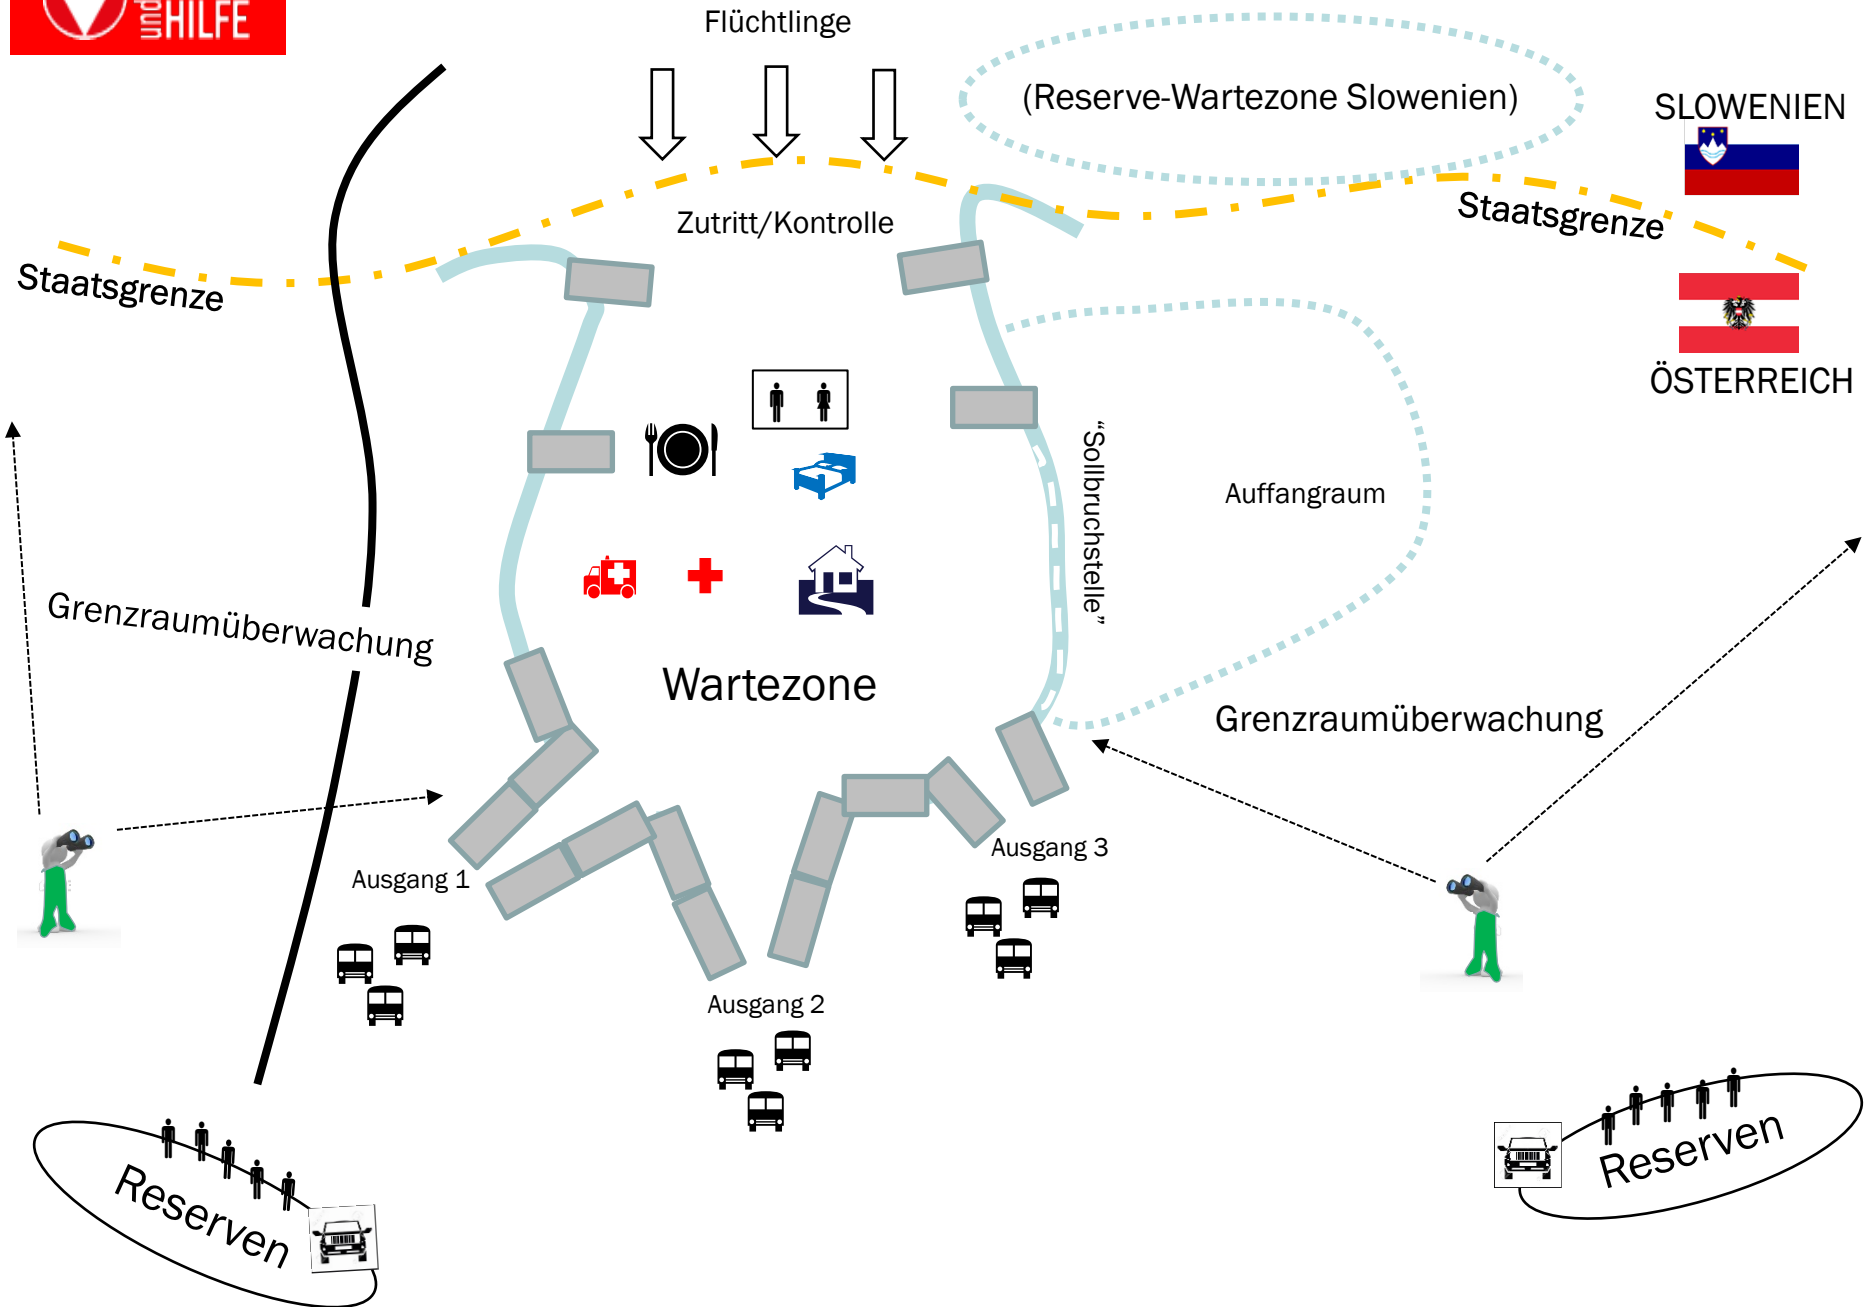 und
HILFE
Flüchtlinge
(Reserve-Wartezone Slowenien)
SLOWENIEN
Zutritt/Kontrolle
Staatsgrenze
Staatsgrenze
ÖSTERREICH
"Sollbruchstelle"
Auffangraum
Grenzraumüberwachung
Wartezone
Grenzraumüberwachung
Ausgang 3
Ausgang 1
Ausgang 2
Reserven
Reserven